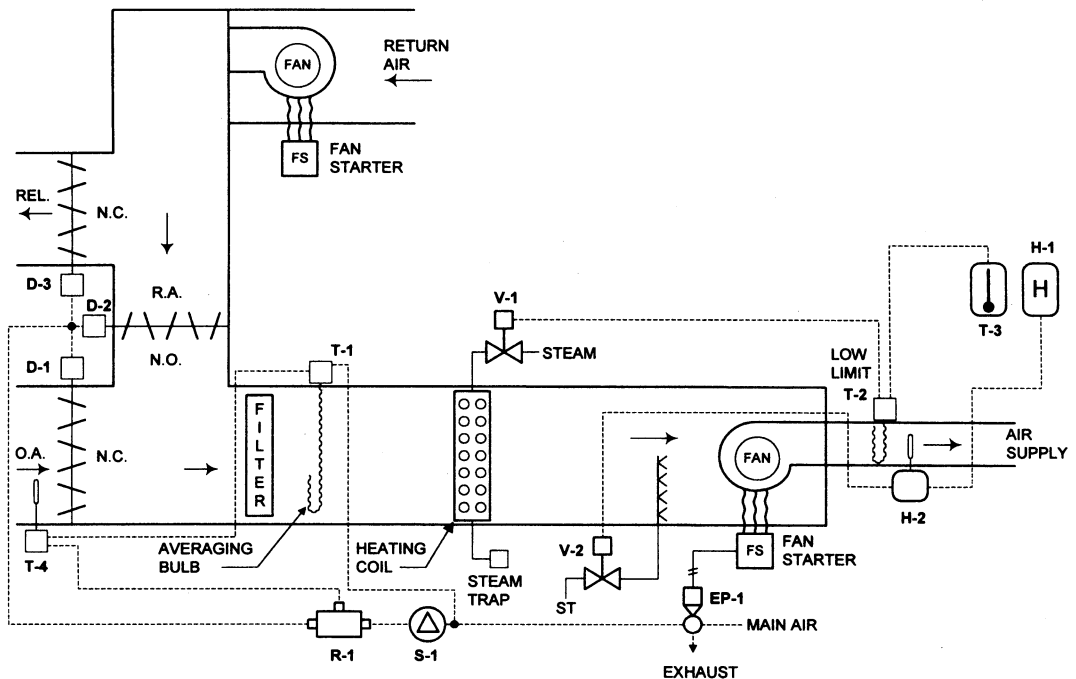 FAN
RETURN
AIR
FS
FAN
STARTER
REL.
N.C.
D-3
D-2
R.A.
N.O.
D-1
T-1
V-1
STEAM
H-1
H
T-3
LOW
LIMIT
T-2
O.A.
N.C.
FILTER
FAN
AIR
SUPPLY
H-2
T-4
AVERAGING
BULB
HEATING
COIL
STEAM
TRAP
V-2
ST
FS
FAN
STARTER
EP-1
R-1
S-1
MAIN AIR
EXHAUST